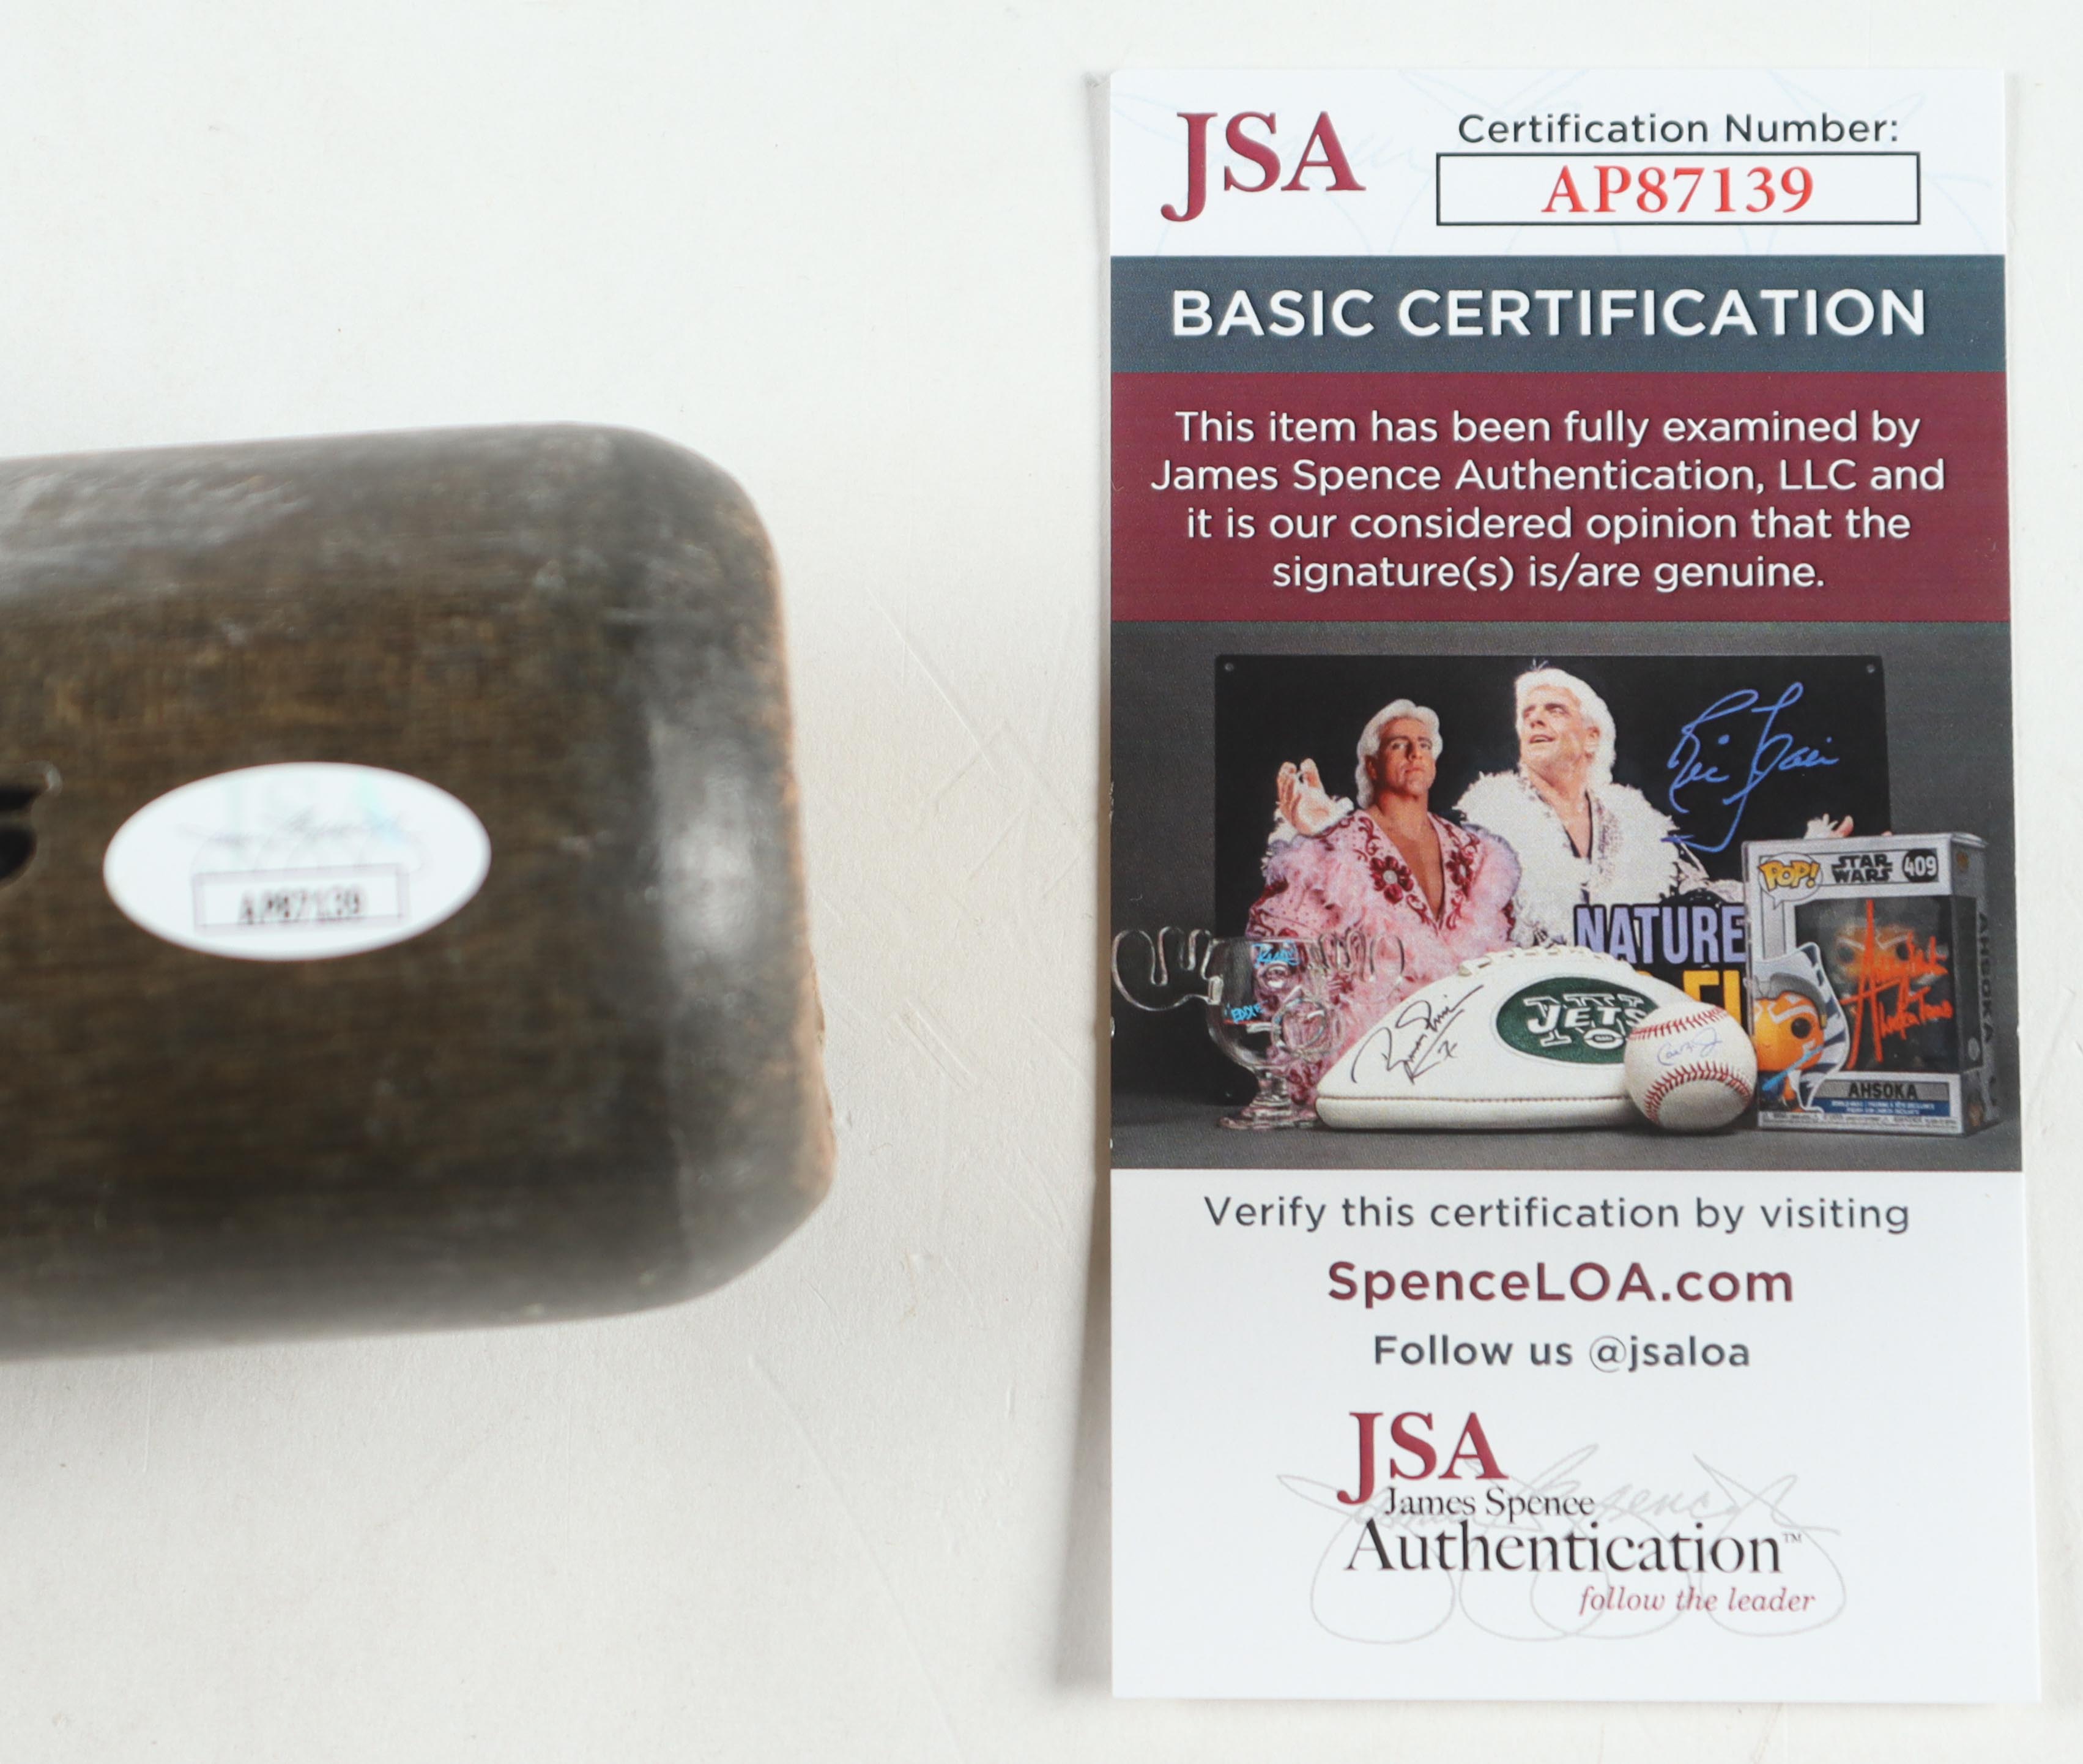 JSA
Certification Number:
AP87139
BASIC CERTIFICATION
This item has been fully examined by
James Spence Authentication, LLC and
it is our considered opinion that the
signature(s) is/are genuine.
POP!
STAR
WARS
409
NATURE
JETS
AHSOKA
AHSOKA
AP87139
Verify this certification by visiting
SpenceLOA.com
Follow us @jsaloa
JSA
James Spence
Authentication™
follow the leader